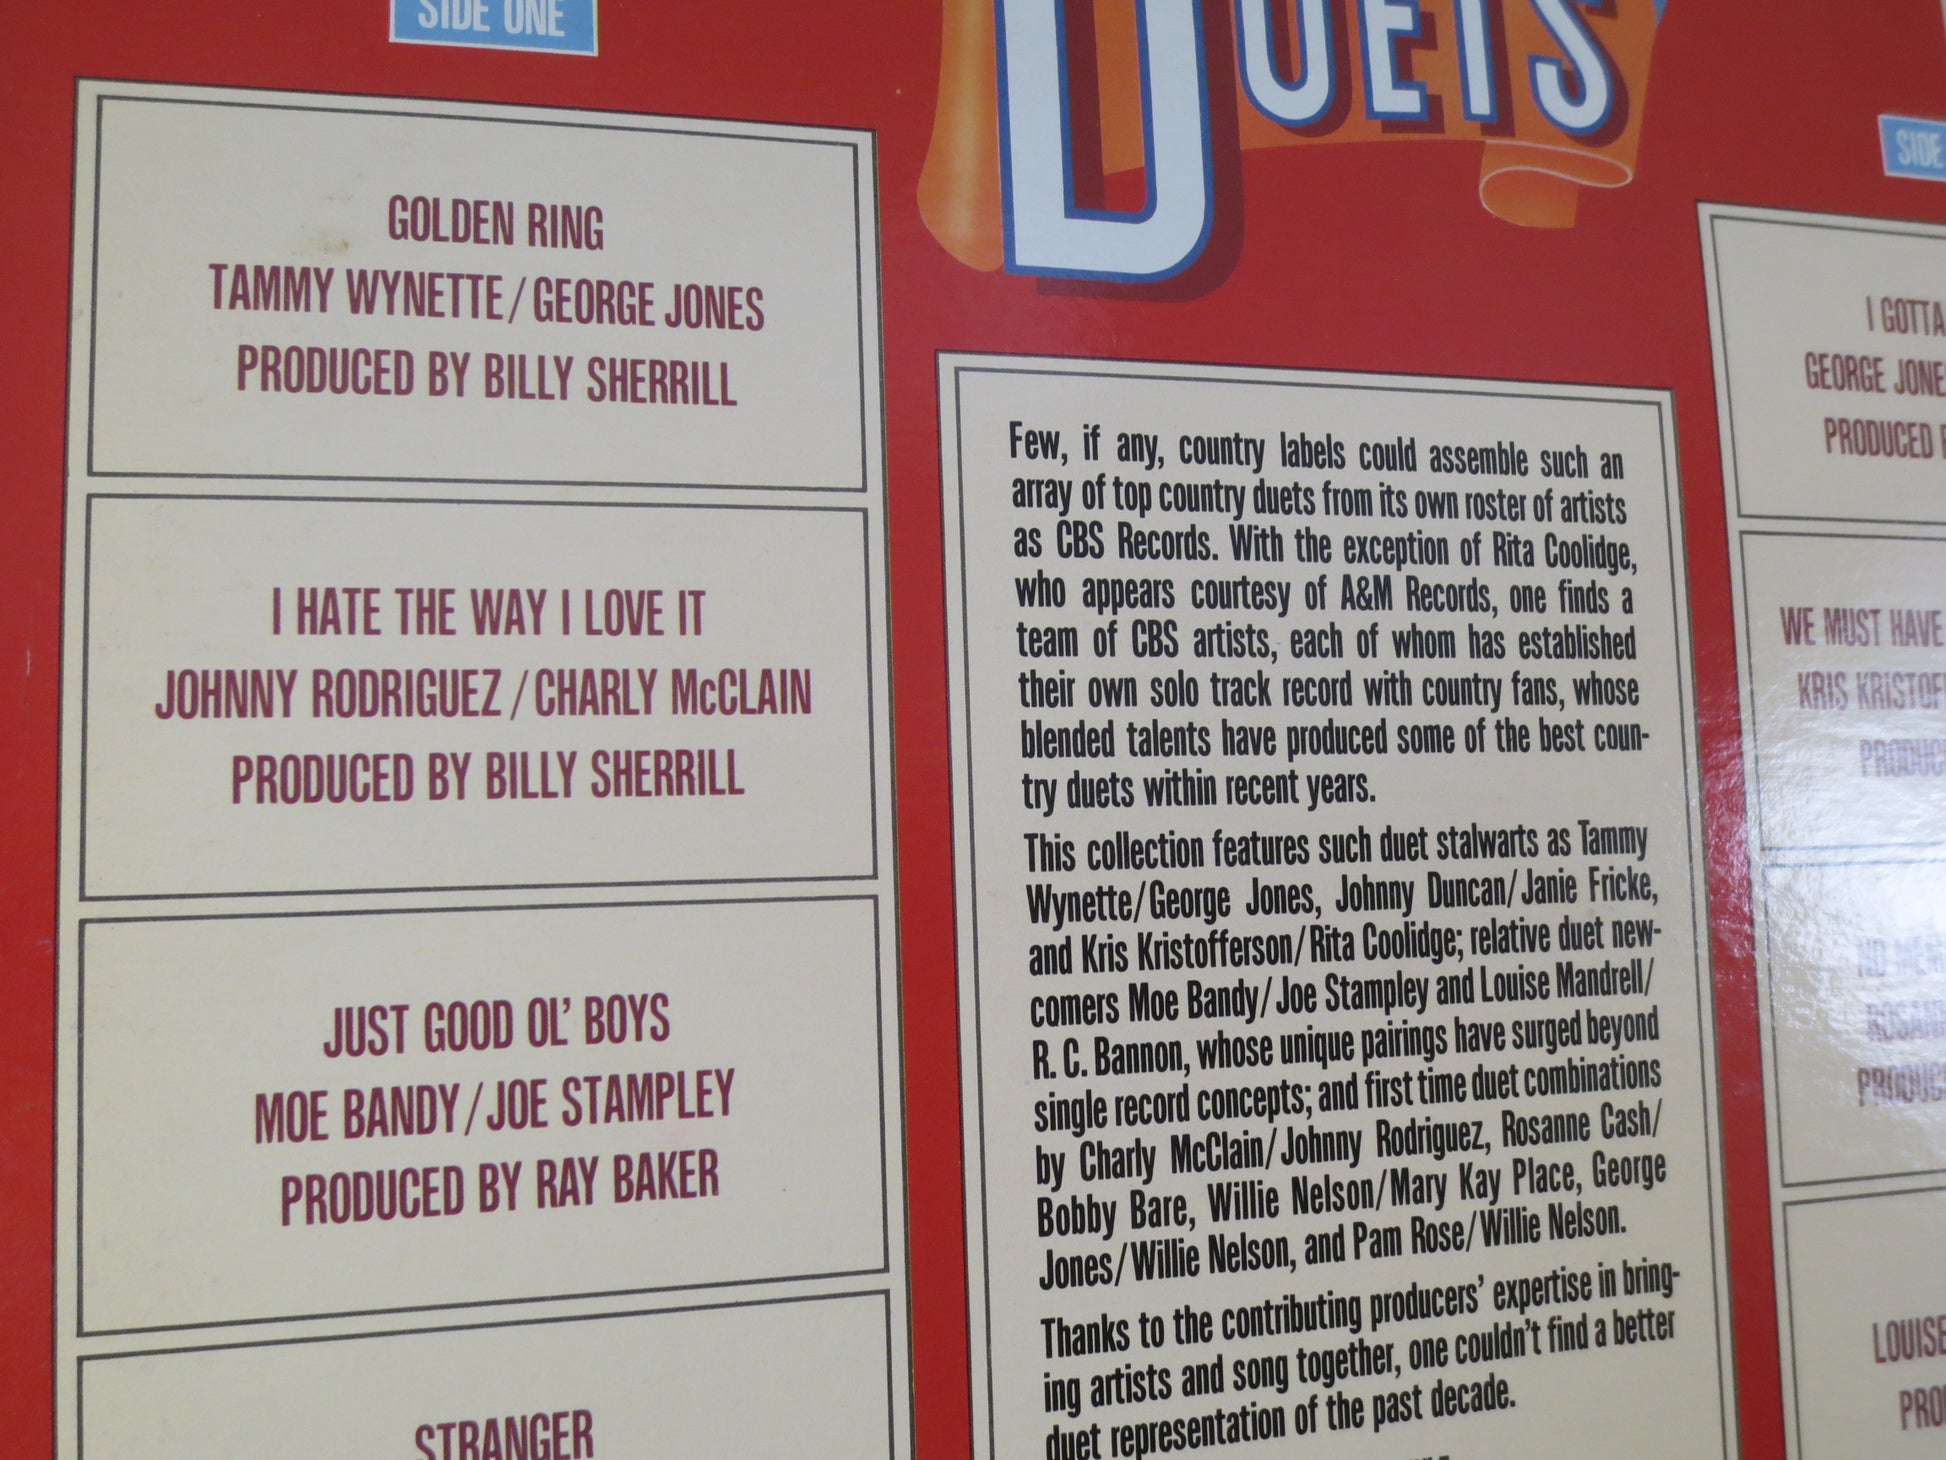 SIDE ONE
DUETS
SIDE
GOLDEN RING
TAMMY WYNETTE/GEORGE JONES
PRODUCED BY BILLY SHERRILL
I HATE THE WAY I LOVE IT
JOHNNY RODRIGUEZ/CHARLY McCLAIN
PRODUCED BY BILLY SHERRILL
JUST GOOD OL' BOYS
MOE BANDY/JOE STAMPLEY
PRODUCED BY RAY BAKER
STRANGER
Few, if any, country labels could assemble such an
array of top country duets from its own roster of artists
as CBS Records. With the exception of Rita Coolidge,
who appears courtesy of A&M Records, one finds a
team of CBS artists, each of whom has established
their own solo track record with country fans, whose
blended talents have produced some of the best coun-
try duets within recent years.
This collection features such duet stalwarts as Tammy
Wynette/George Jones, Johnny Duncan/Janie Fricke,
and Kris Kristofferson/Rita Coolidge; relative duet new-
comers Moe Bandy/Joe Stampley and Louise Mandrell/
R. C. Bannon, whose unique pairings have surged beyond
single record concepts; and first time duet combinations
by Charly McClain/Johnny Rodriguez, Rosanne Cash/
Bobby Bare, Willie Nelson/Mary Kay Place, George
Jones/Willie Nelson, and Pam Rose/Willie Nelson.
Thanks to the contributing producers' expertise in bring-
ing artists and song together, one couldn't find a better
duet representation of the past decade.
I GOTTA
GEORGE JONE
PRODUCED
WE MUST HAVE
KRIS KRISTOF
PRODUC
ROSAN
PRODUC
LOUISE
PRO